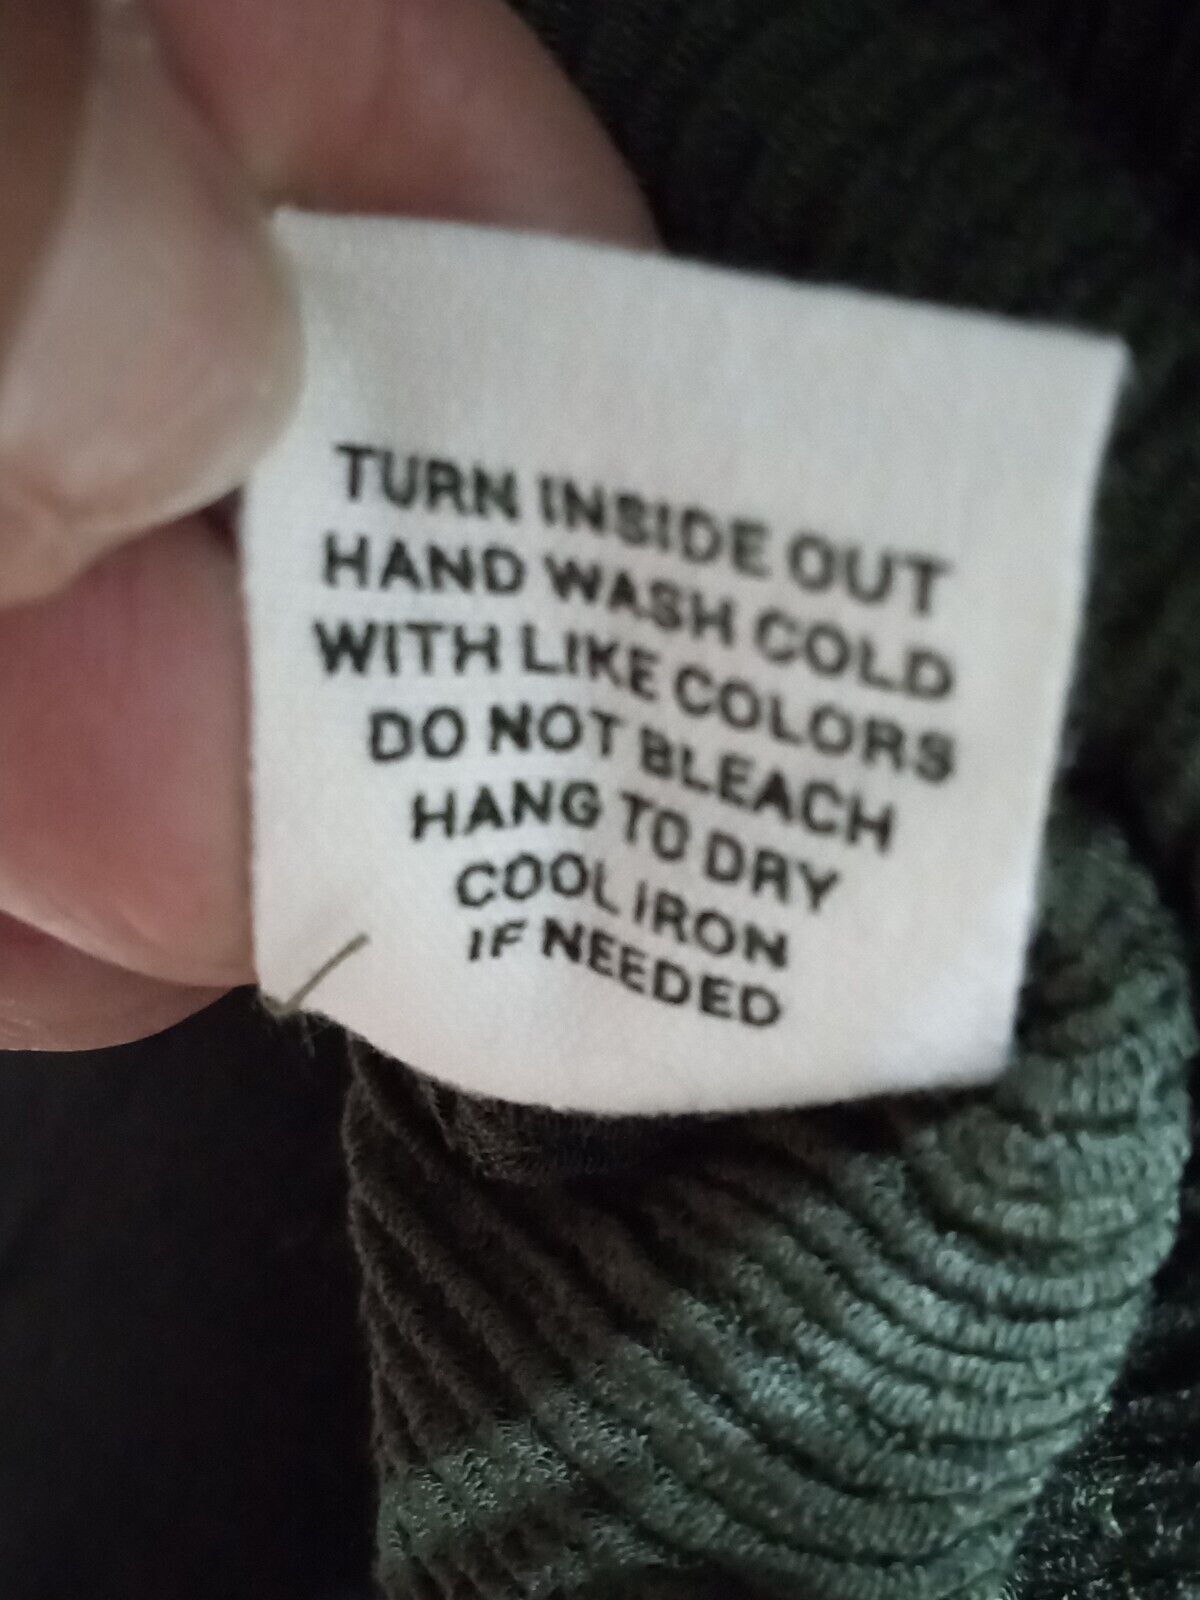 TURN INSIDE OUT
HAND WASH COLD
WITH LIKE COLORS
DO NOT BLEACH
HANG TO DRY
COOL IRON
IF NEEDED